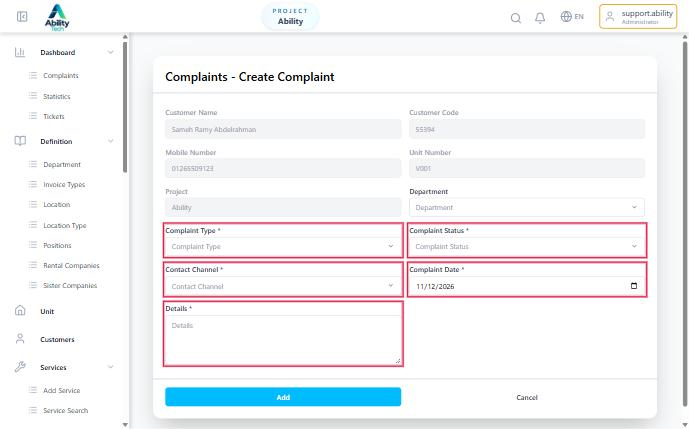 Ability
Tech
PROJECT
Ability
EN
support.ability
Administrator
Dashboard
Complaints
Statistics
Tickets
Definition
Department
Invoice Types
Location
Location Type
Positions
Rental Companies
Sister Companies
Unit
Customers
Services
Add Service
Service Search
Complaints - Create Complaint
Customer Name
Customer Code
Sameh Ramy Abdelrahman
55394
Mobile Number
Unit Number
01265509123
V001
Project
Department
Ability
Department
Complaint Type *
Complaint Status *
Complaint Type
Complaint Status
Contact Channel *
Complaint Date *
Contact Channel
11/12/2026
Details *
Details
Add
Cancel